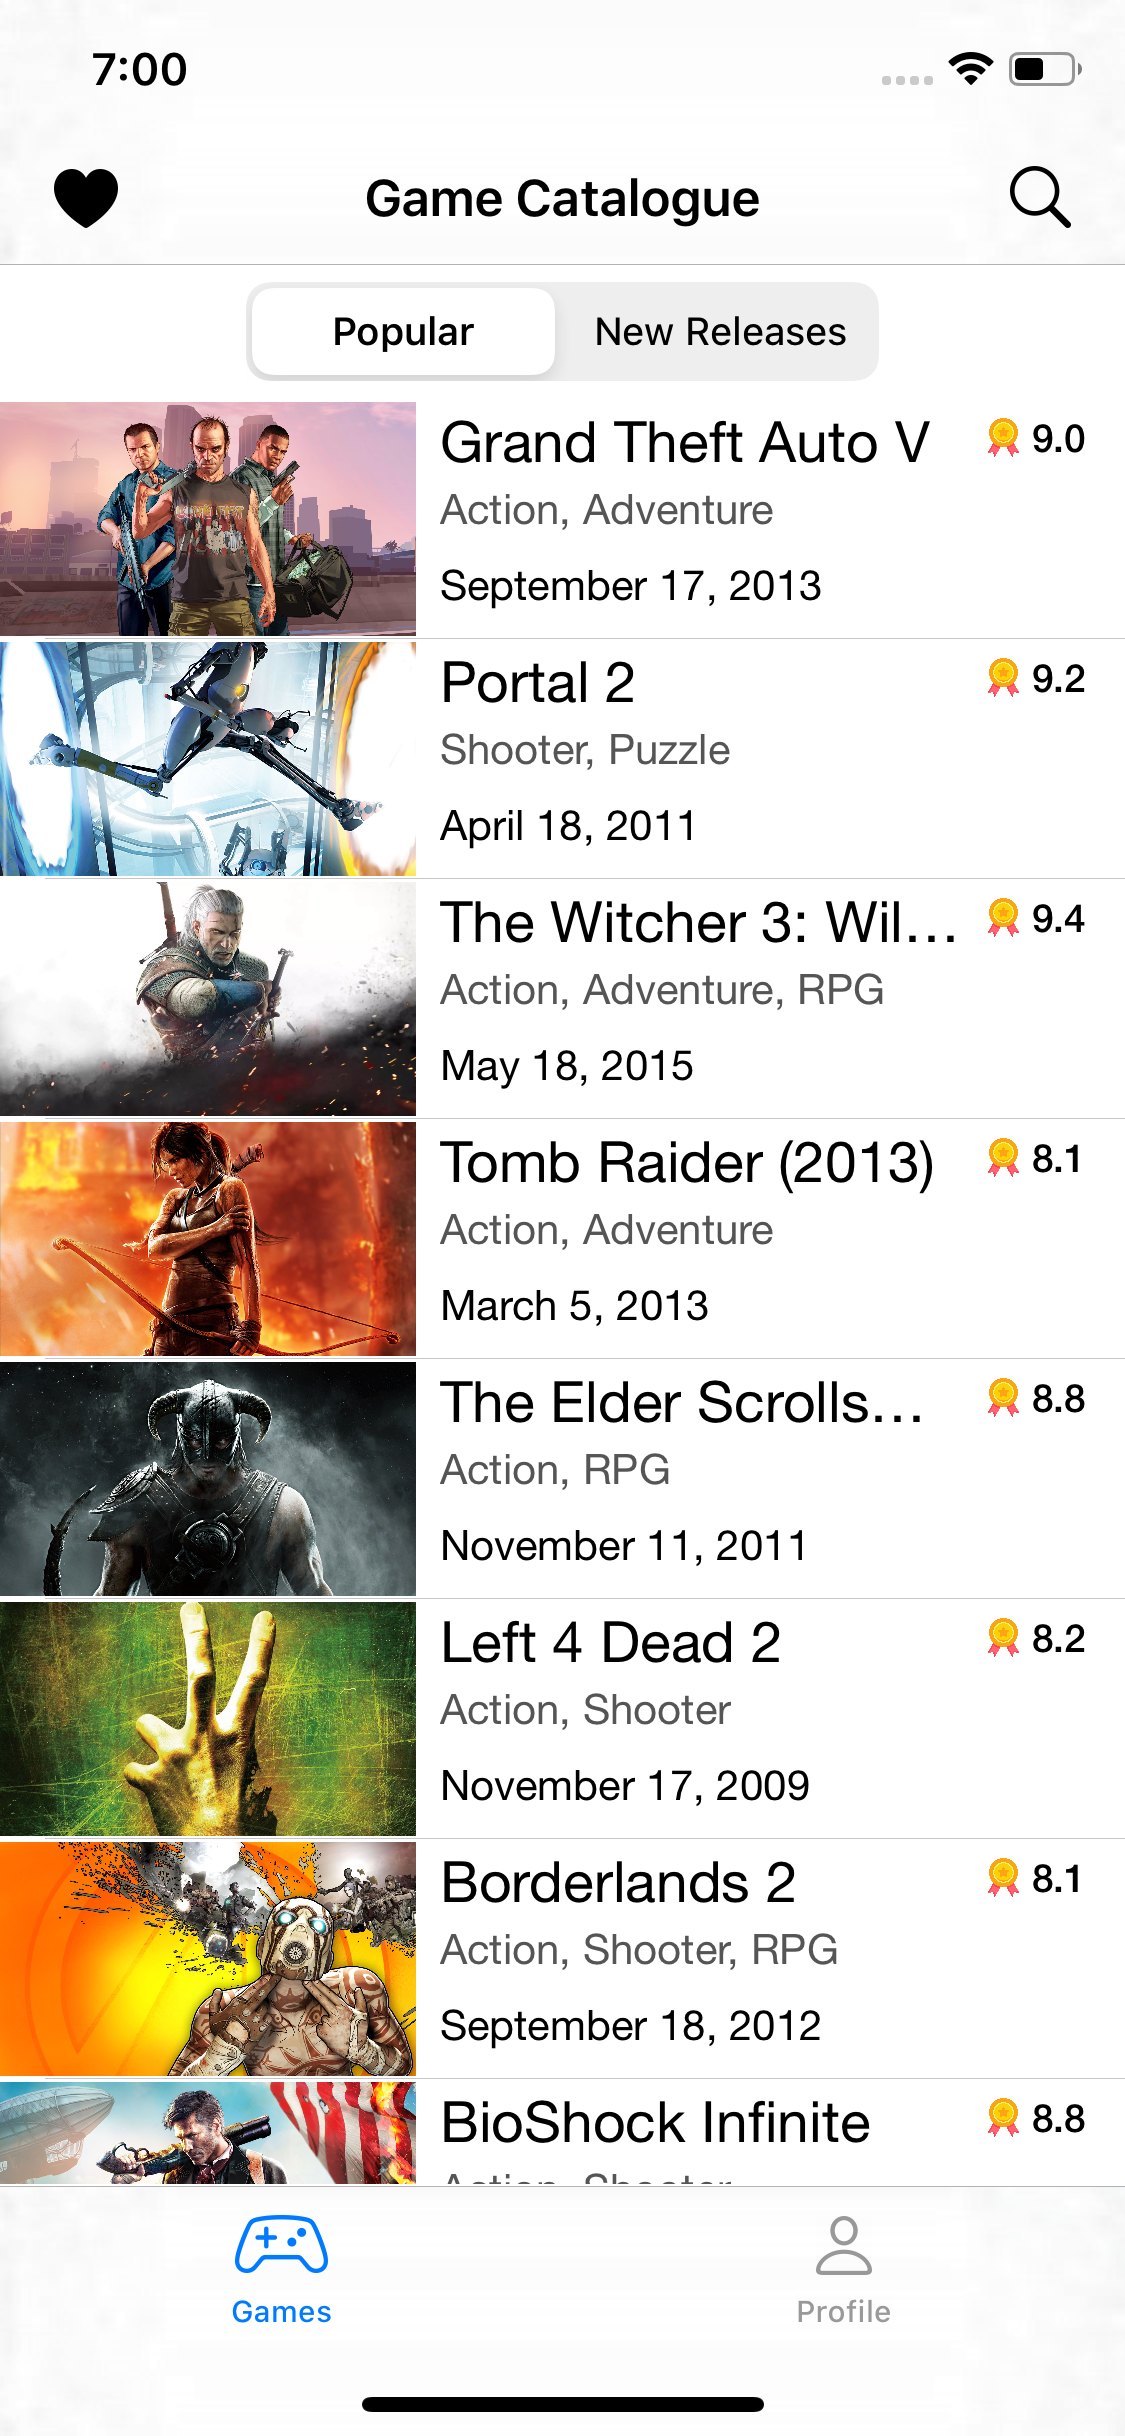 7:00
Game Catalogue
Popular
New Releases
Grand Theft Auto V
9.0
Action, Adventure
September 17, 2013
Portal 2
9.2
Shooter, Puzzle
April 18, 2011
The Witcher 3: Wil...
9.4
Action, Adventure, RPG
May 18, 2015
Tomb Raider (2013)
8.1
Action, Adventure
March 5, 2013
The Elder Scrolls...
8.8
Action, RPG
November 11, 2011
Left 4 Dead 2
8.2
Action, Shooter
November 17, 2009
Borderlands 2
8.1
Action, Shooter, RPG
September 18, 2012
BioShock Infinite
8.8
Action, Shooter
Games
Profile